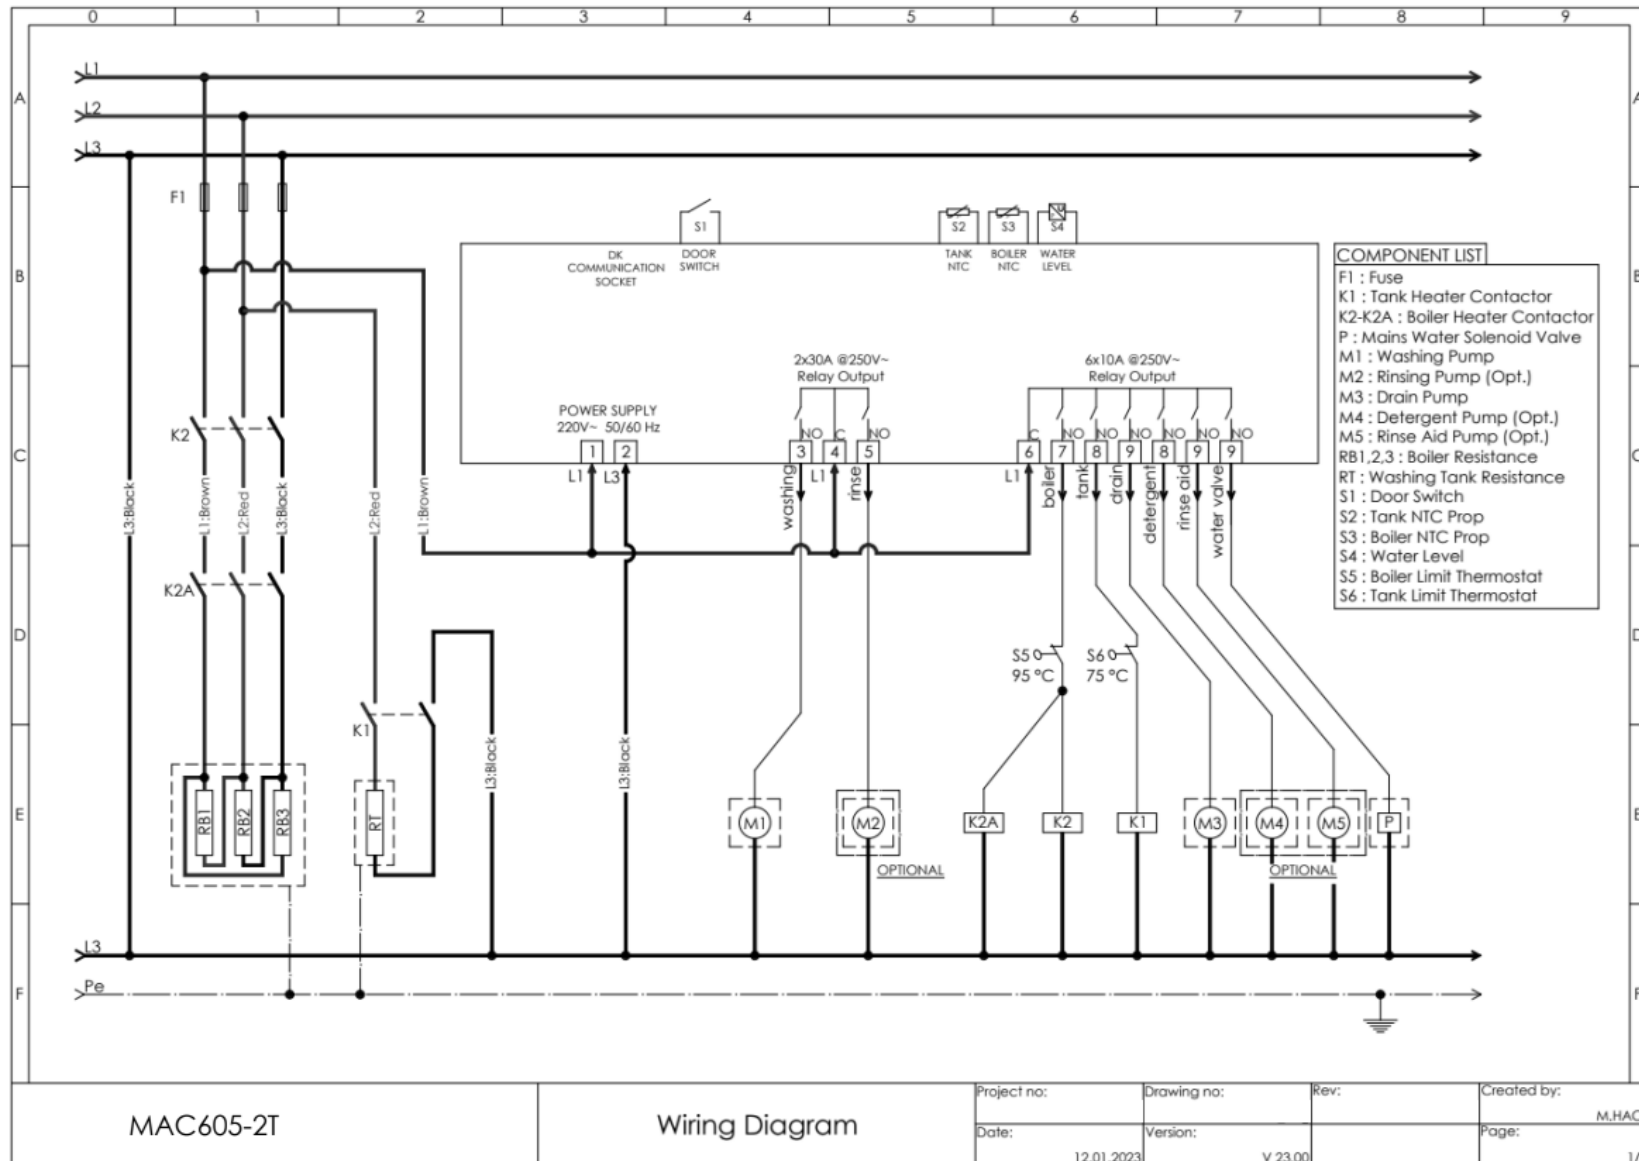 0 1 2 3 4 5 6 7 8 9
A
B
C
D
E
F
L1
L2
L3
F1
S1
S2
S3
S4
DK
COMMUNICATION
SOCKET
DOOR
SWITCH
TANK
NTC
BOILER
NTC
WATER
LEVEL
COMPONENT LIST
F1 : Fuse
K1 : Tank Heater Contactor
K2-K2A : Boiler Heater Contactor
P : Mains Water Solenoid Valve
M1 : Washing Pump
M2 : Rinsing Pump (Opt.)
M3 : Drain Pump
M4 : Detergent Pump (Opt.)
M5 : Rinse Aid Pump (Opt.)
RB1,2,3 : Boiler Resistance
RT : Washing Tank Resistance
S1 : Door Switch
S2 : Tank NTC Prop
S3 : Boiler NTC Prop
S4 : Water Level
S5 : Boiler Limit Thermostat
S6 : Tank Limit Thermostat
2x30A @250V~
Relay Output
6x10A @250V~
Relay Output
POWER SUPPLY
220V~ 50/60 Hz
K2
NO C NO C NO NO NO NO NO NO
1 2 3 4 5 6 7 8 9 8 9 9
L1 L3 L1 L1
washing
rinse
boiler
tank
drain
detergent
rinse aid
water valve
L3:Black
L1:Brown
L2:Red
L3:Black
L2:Red
L1:Brown
K2A
S5
95 °C
S6
75 °C
K1
L3:Black
L3:Black
RB1
RB2
RB3
RT
M1
M2
K2A
K2
K1
M3
M4
M5
P
OPTIONAL
OPTIONAL
L3
Pe
MAC605-2T
Wiring Diagram
Project no:
Drawing no:
Rev:
Created by:
M.HAC
Date:
12.01.2023
Version:
V 23.00
Page:
1/